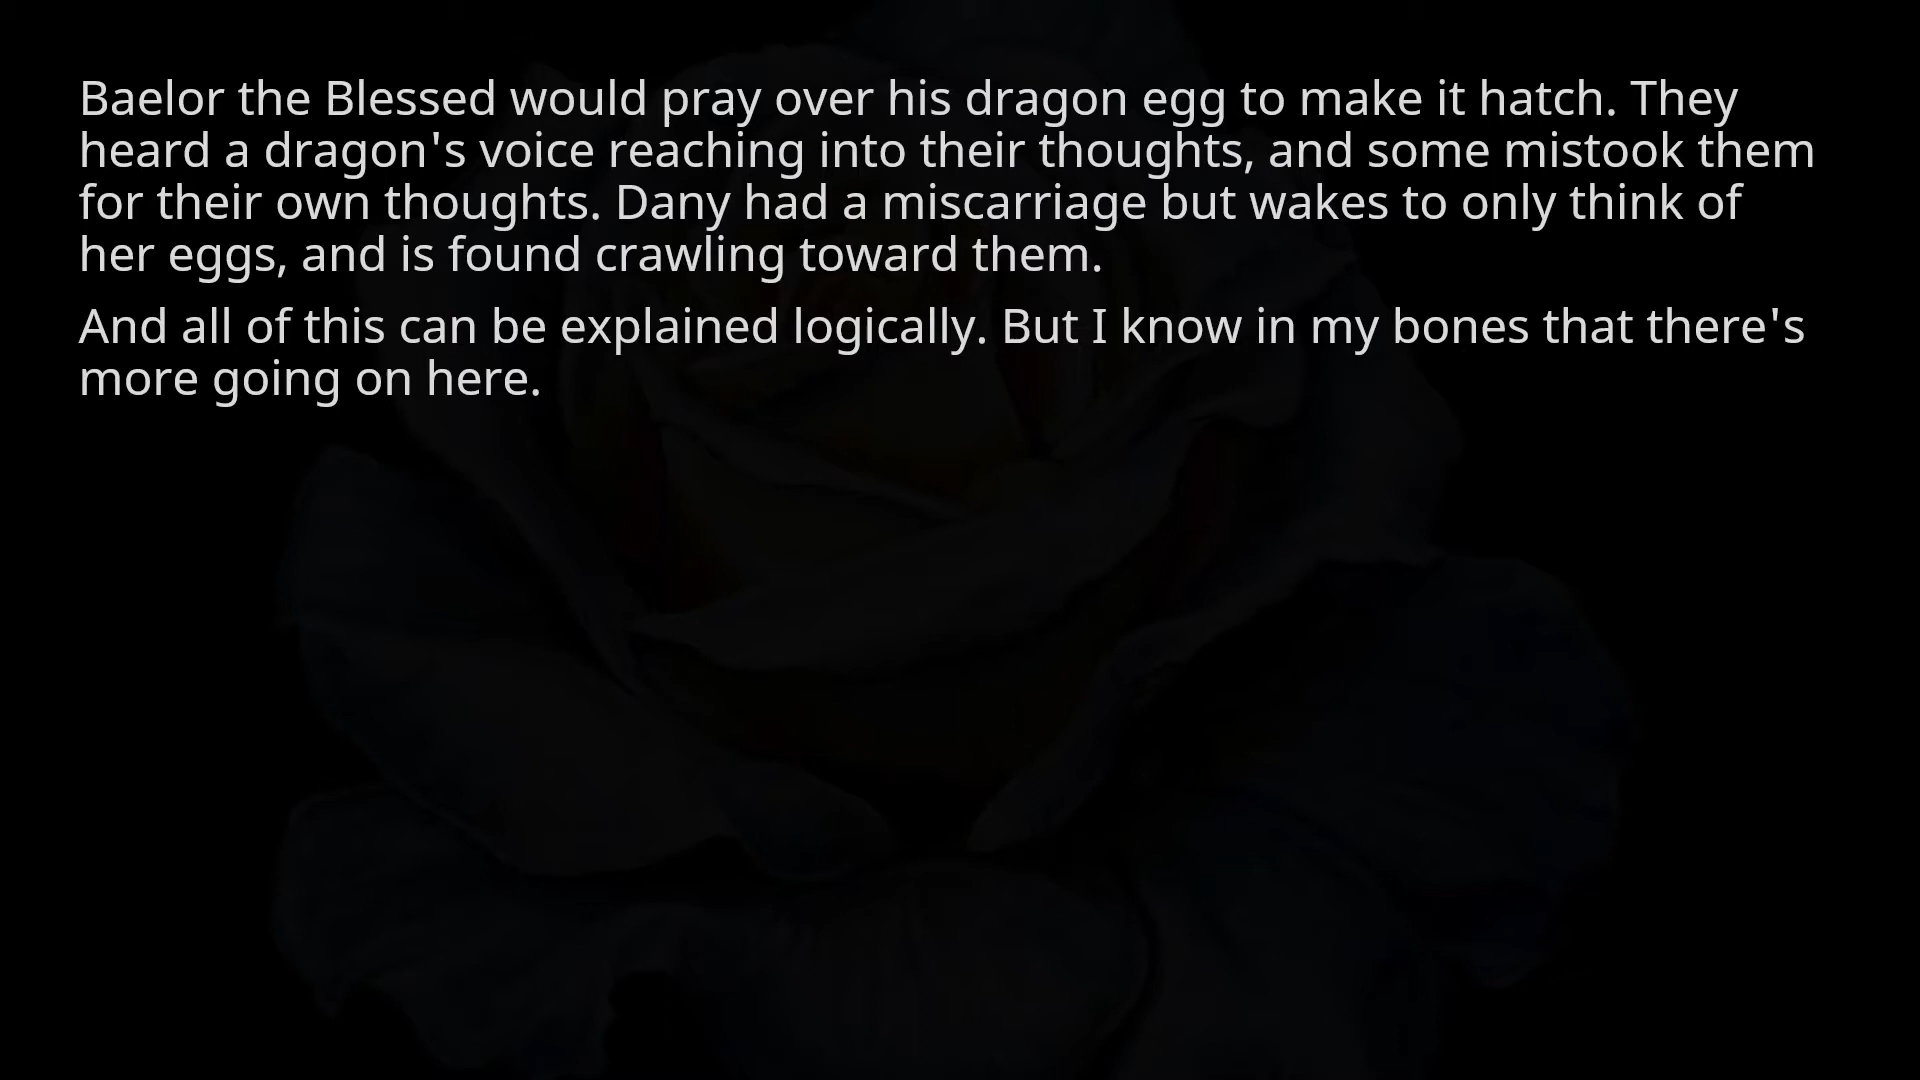 Baelor the Blessed would pray over his dragon egg to make it hatch. They
heard a dragon's voice reaching into their thoughts, and some mistook them
for their own thoughts. Dany had a miscarriage but wakes to only think of
her eggs, and is found crawling toward them.
And all of this can be explained logically. But I know in my bones that there's
more going on here.